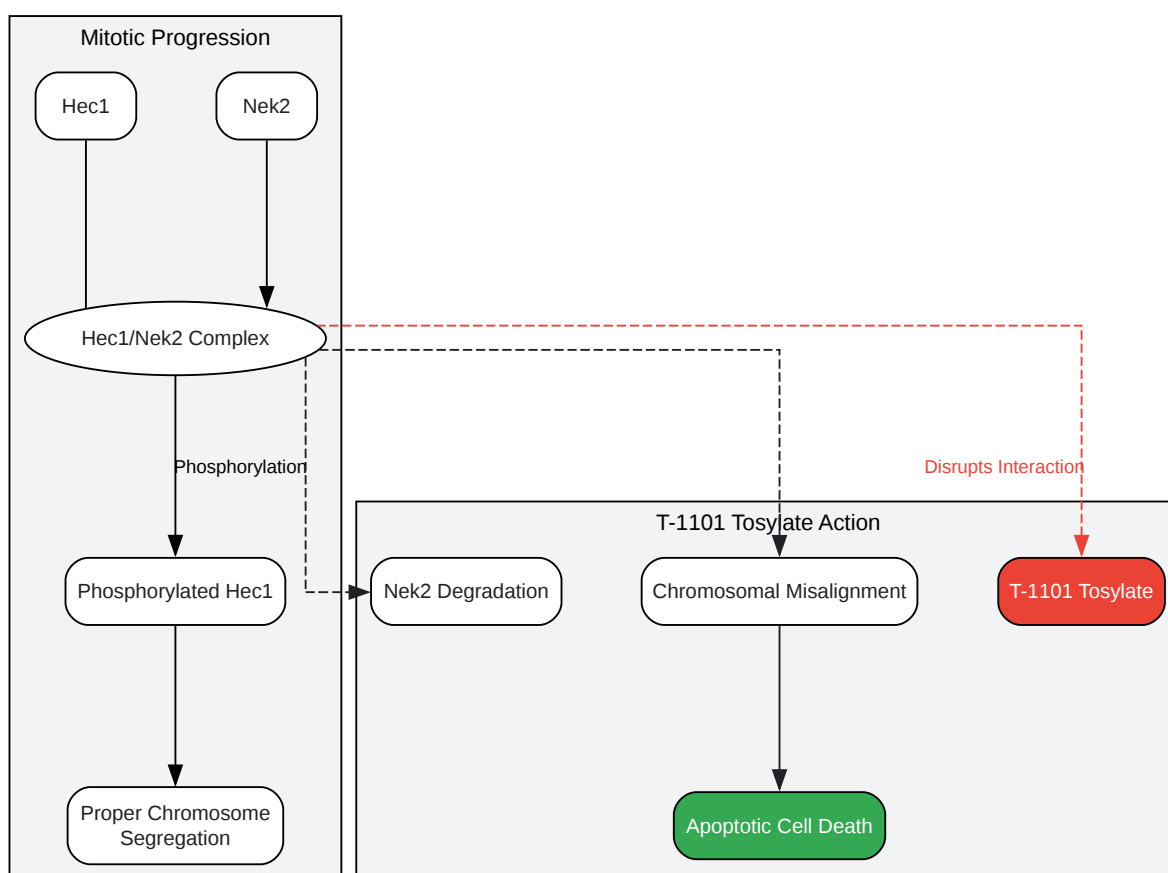 Mitotic Progression
Hec1
Nek2
Hec1/Nek2 Complex
Phosphorylation
Disrupts Interaction
T-1101 Tosylate Action
Phosphorylated Hec1
Nek2 Degradation
Chromosomal Misalignment
T-1101 Tosylate
Proper Chromosome
Segregation
Apoptotic Cell Death